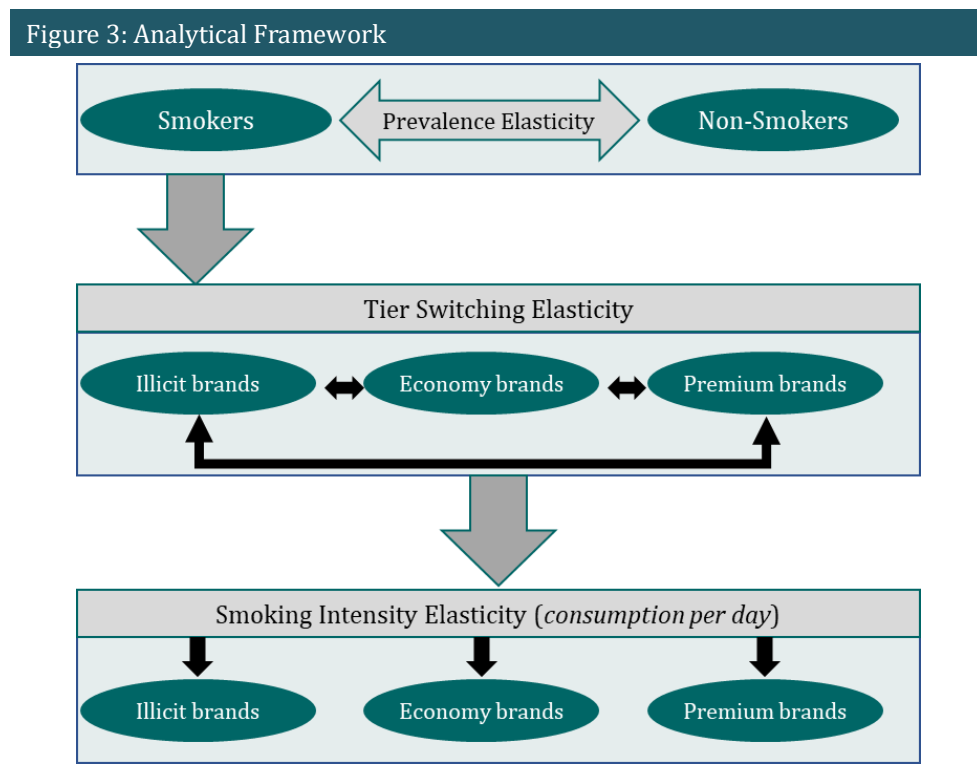 Figure 3: Analytical Framework
Smokers
Prevalence Elasticity
Non-Smokers
Tier Switching Elasticity
Illicit brands
Economy brands
Premium brands
Smoking Intensity Elasticity (consumption per day)
Illicit brands
Economy brands
Premium brands